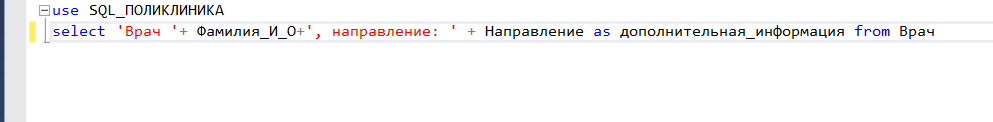 use SQL_ПОЛИКЛИНИКА
select 'Врач '+ Фамилия_И_О+', направление: ' + Направление as дополнительная_информация from Врач